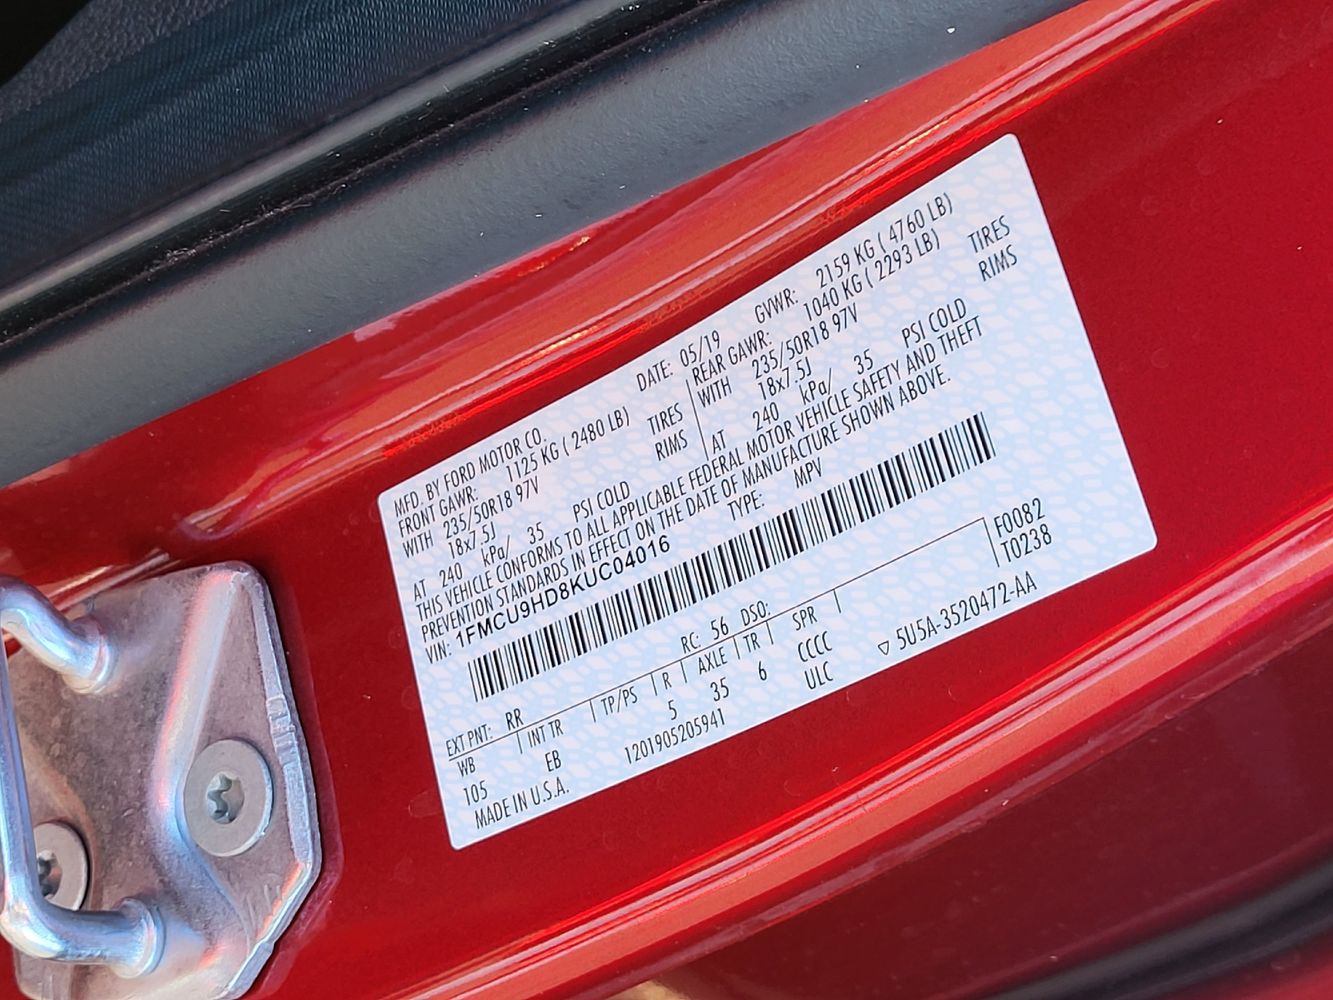 MFD. BY FORD MOTOR CO.
DATE: 05/19 GVWR: 2159 KG ( 4760 LB)
FRONT GAWR: 1125 KG ( 2480 LB) REAR GAWR: 1040 KG ( 2293 LB)
WITH 235/50R18 97V TIRES WITH 235/50R18 97V TIRES
18x7.5J RIMS 18x7.5J RIMS
AT 240 kPa/ 35 PSI COLD AT 240 kPa/ 35 PSI COLD
THIS VEHICLE CONFORMS TO ALL APPLICABLE FEDERAL MOTOR VEHICLE SAFETY AND THEFT
PREVENTION STANDARDS IN EFFECT ON THE DATE OF MANUFACTURE SHOWN ABOVE.
VIN: 1FMCU9HD8KUC04016 TYPE: MPV
F0082
T0238
EXT PNT: RR RC: 56 DSO:
WB INT TR TP/PS R AXLE TR SPR
105 EB 5 35 6 CCCC
ULC
MADE IN U.S.A. 1201905205941
▽ 5U5A-3520472-AA